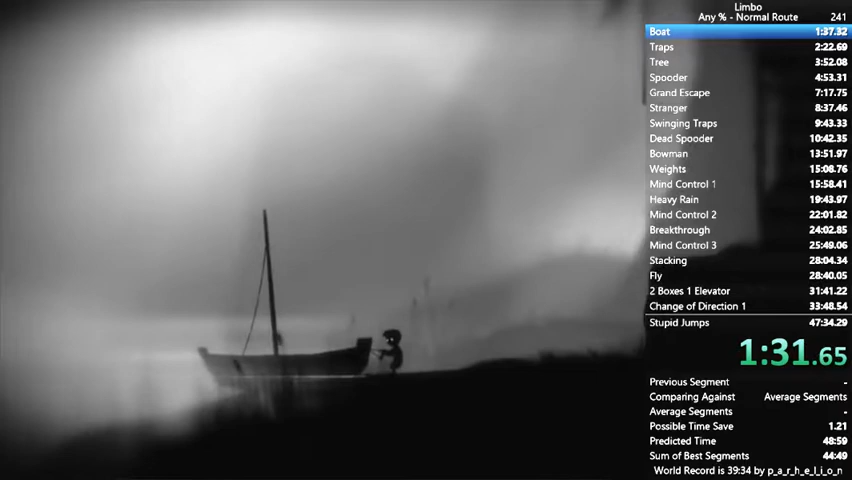 Limbo
Any % - Normal Route 241
Boat 1:37.32
Traps 2:22.69
Tree 3:52.08
Spooder 4:53.31
Grand Escape 7:17.75
Stranger 8:37.46
Swinging Traps 9:43.33
Dead Spooder 10:42.35
Bowman 13:51.97
Weights 15:08.76
Mind Control 1 15:58.41
Heavy Rain 19:43.97
Mind Control 2 22:01.82
Breakthrough 24:02.85
Mind Control 3 25:49.06
Stacking 28:04.34
Fly 28:40.05
2 Boxes 1 Elevator 31:41.22
Change of Direction 1 33:48.54
Stupid Jumps 47:34.29
1:31.65
Previous Segment -
Comparing Against Average Segments
Average Segments -
Possible Time Save 1.21
Predicted Time 48:59
Sum of Best Segments 44:49
World Record is 39:34 by p_a_r_h_e_l_i_o_n